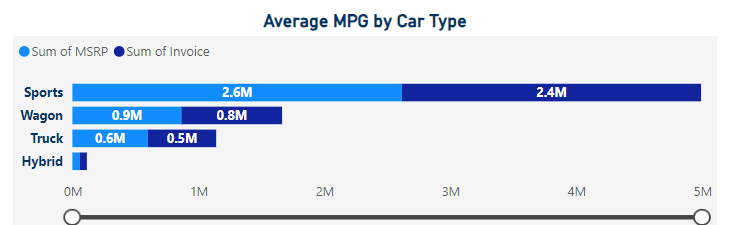 Average MPG by Car Type
Sum of MSRP Sum of Invoice
Sports 2.6M 2.4M
Wagon 0.9M 0.8M
Truck 0.6M 0.5M
Hybrid
0M 1M 2M 3M 4M 5M